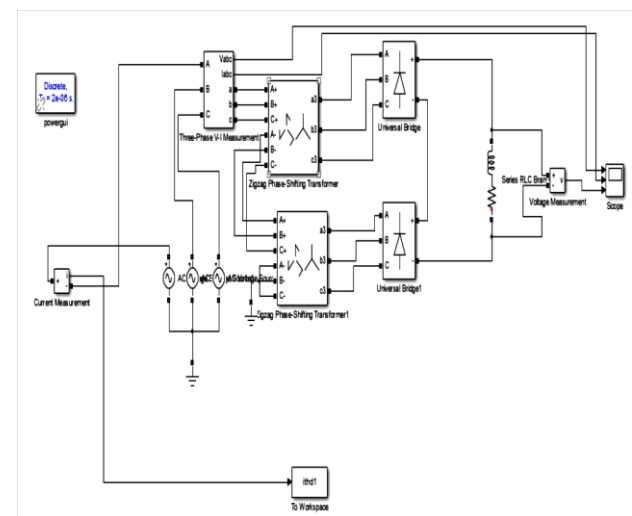 Discrete,
= 2e-06 s.
powergui
A
B
C
Vabc
Iabc
a
b
c
Three-Phase V-I Measurement
A+
B+
C+
A-
B-
C-
a3
b3
c3
Zigzag Phase-Shifting Transformer
A
B
C
+
-
Universal Bridge
A+
B+
C+
A-
B-
C-
a3
b3
c3
Zigzag Phase-Shifting Transformer1
A
B
C
+
-
Universal Bridge1
Series RLC Branch
+
-
v
Voltage Measurement
Scope
+
i
-
Current Measurement
AC
ithd1
To Workspace